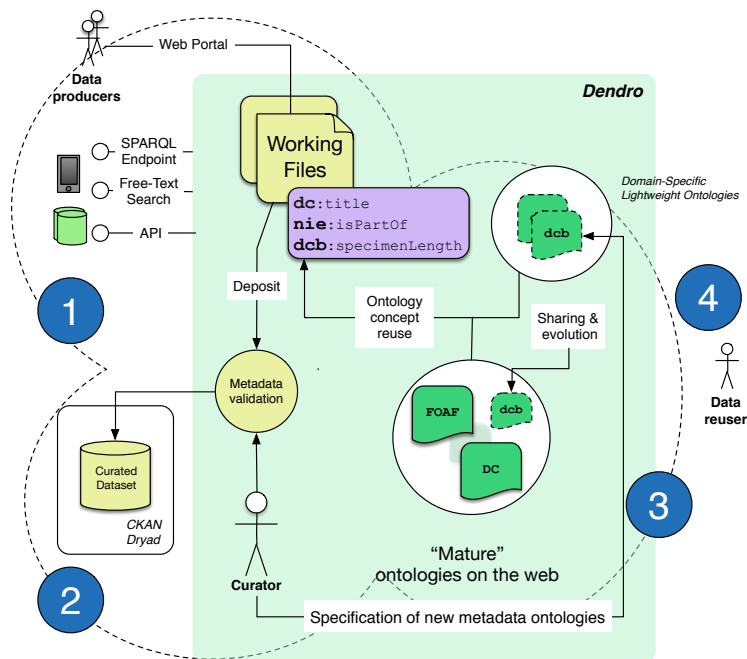 Web Portal
Data
producers
Dendro
SPARQL
Endpoint
Free-Text
Search
API
Working
Files
dc:title
nie:isPartOf
dcb:specimenLength
Domain-Specific
Lightweight Ontologies
dcb
1
Deposit
Ontology
concept
reuse
Sharing &
evolution
4
Data
reuser
Metadata
validation
FOAF
dcb
DC
Curated
Dataset
CKAN
Dryad
3
Curator
“Mature”
ontologies on the web
2
Specification of new metadata ontologies